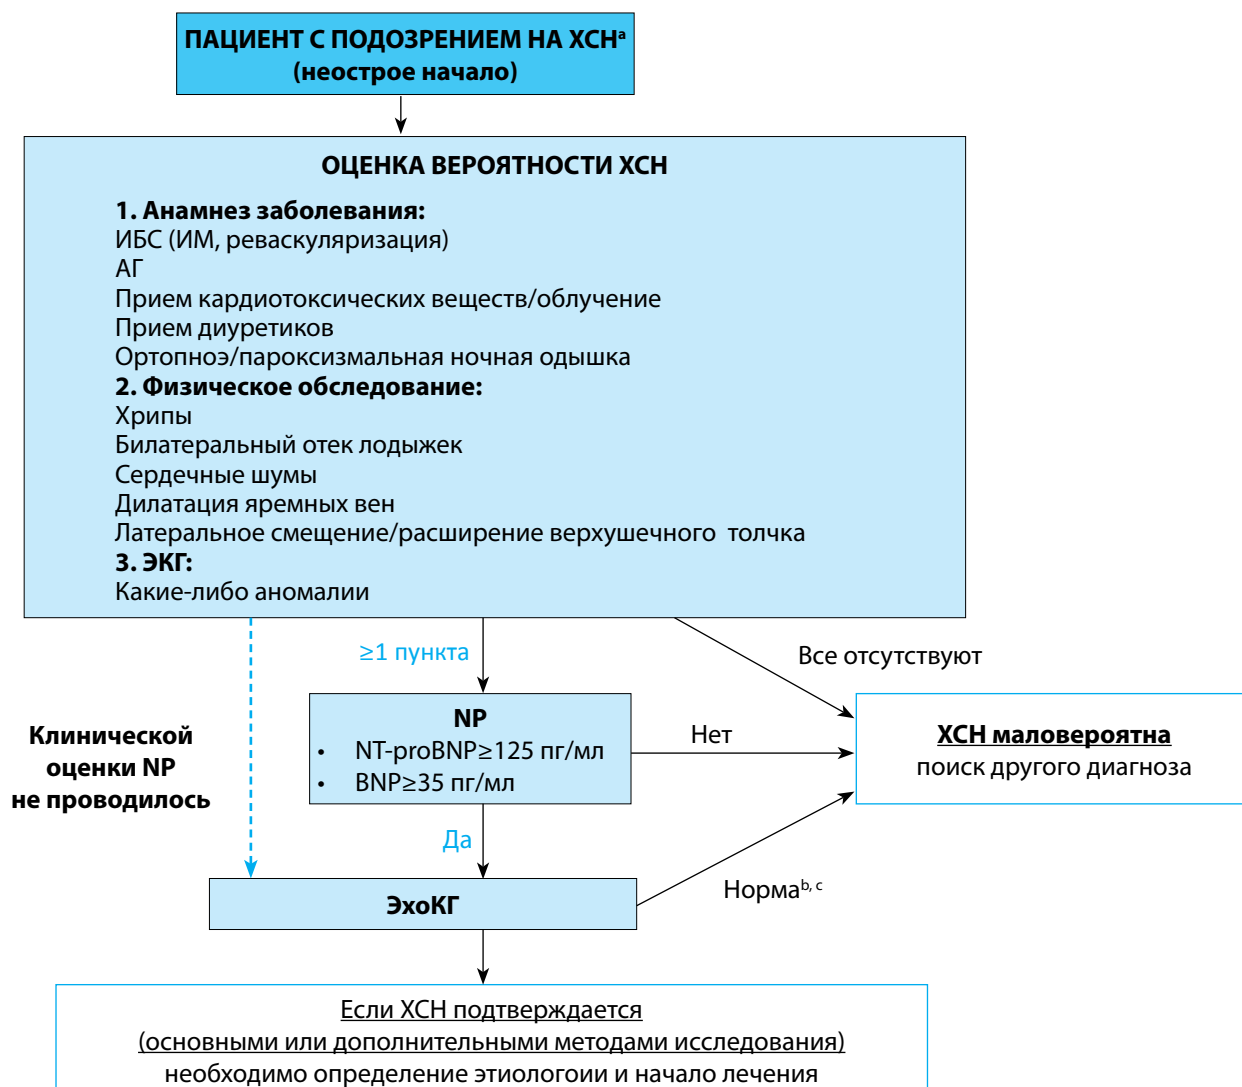 ПАЦИЕНТ С ПОДОЗРЕНИЕМ НА ХСНᵃ
(неострое начало)
ОЦЕНКА ВЕРОЯТНОСТИ ХСН
1. Анамнез заболевания:
ИБС (ИМ, реваскуляризация)
АГ
Прием кардиотоксических веществ/облучение
Прием диуретиков
Ортопноэ/пароксизмальная ночная одышка
2. Физическое обследование:
Хрипы
Билатеральный отек лодыжек
Сердечные шумы
Дилатация яремных вен
Латеральное смещение/расширение верхушечного толчка
3. ЭКГ:
Какие-либо аномалии
≥1 пункта
Все отсутствуют
Клинической
оценки NP
не проводилось
NP
• NT-proBNP≥125 пг/мл
• BNP≥35 пг/мл
Нет
ХСН маловероятна
поиск другого диагноза
Да
Нормаᵇ, ᶜ
ЭхоКГ
Если ХСН подтверждается
(основными или дополнительными методами исследования)
необходимо определение этиологоии и начало лечения